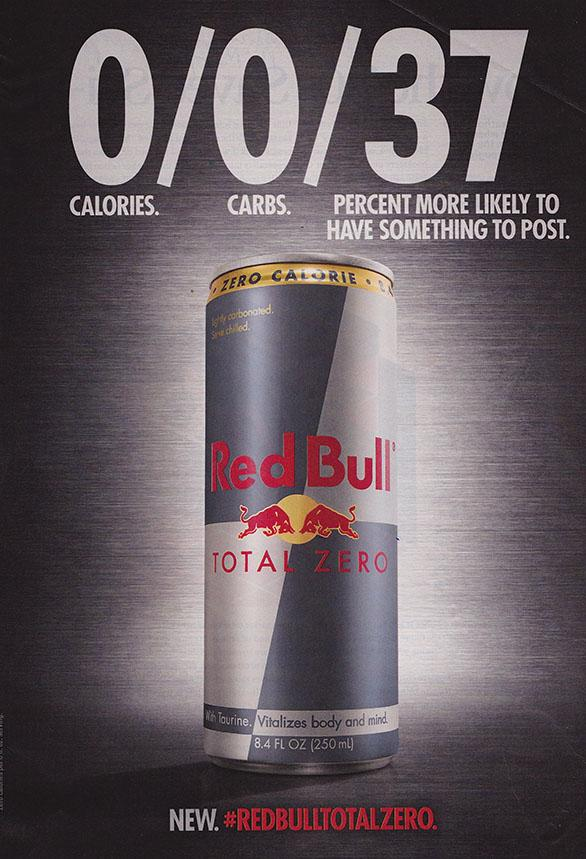 0/0/37
CALORIES. CARBS. PERCENT MORE LIKELY TO
HAVE SOMETHING TO POST.
• ZERO CALORIE •
Lightly carbonated.
Serve chilled.
Red Bull®
TOTAL ZERO
With Taurine. Vitalizes body and mind.
8.4 FL OZ (250 mL)
NEW. #REDBULLTOTALZERO.